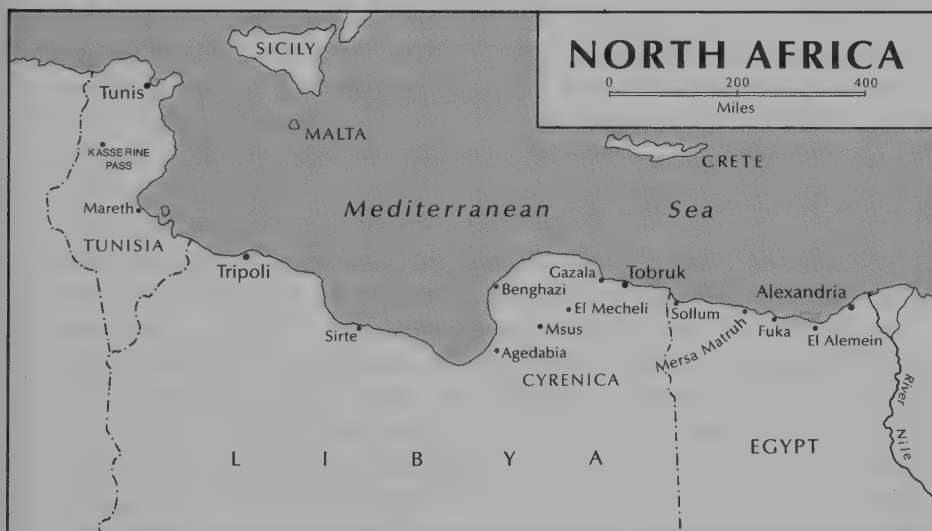 NORTH AFRICA
0 200 400
Miles
SICILY
Tunis
MALTA
KASSERINE
PASS
CRETE
Mareth
Mediterranean Sea
TUNISIA
Tripoli
Gazala
Tobruk
Benghazi
El Mecheli
Sollum
Alexandria
Msus
Mersa Matruh
Fuka
El Alemein
Sirte
Agedabia
CYRENICA
River Nile
EGYPT
LIBYA